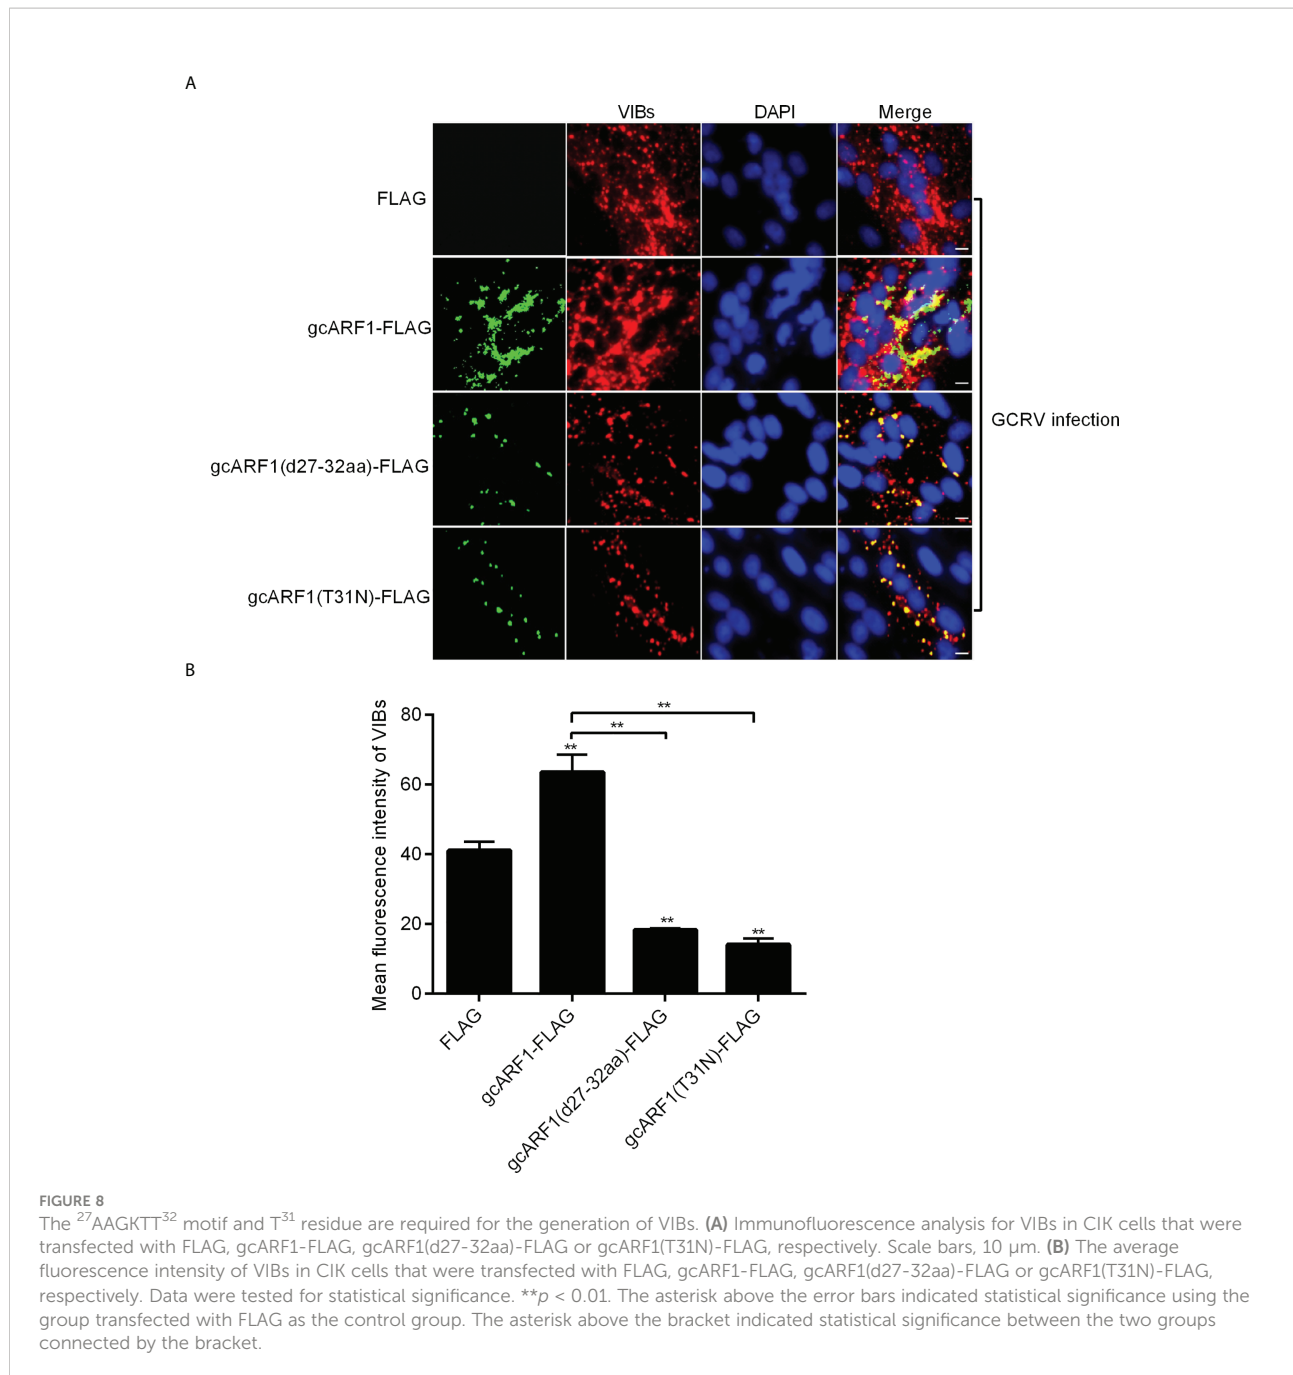 A
VIBs DAPI Merge
FLAG
gcARF1-FLAG
GCRV infection
gcARF1(d27-32aa)-FLAG
gcARF1(T31N)-FLAG
B
Mean fluorescence intensity of VIBs
80
60
40
20
0
**
**
**
**
**
FLAG
gcARF1-FLAG
gcARF1(d27-32aa)-FLAG
gcARF1(T31N)-FLAG
FIGURE 8
The ²⁷AAGKTT³² motif and T³¹ residue are required for the generation of VIBs. (A) Immunofluorescence analysis for VIBs in CIK cells that were
transfected with FLAG, gcARF1-FLAG, gcARF1(d27-32aa)-FLAG or gcARF1(T31N)-FLAG, respectively. Scale bars, 10 µm. (B) The average
fluorescence intensity of VIBs in CIK cells that were transfected with FLAG, gcARF1-FLAG, gcARF1(d27-32aa)-FLAG or gcARF1(T31N)-FLAG,
respectively. Data were tested for statistical significance. **p < 0.01. The asterisk above the error bars indicated statistical significance using the
group transfected with FLAG as the control group. The asterisk above the bracket indicated statistical significance between the two groups
connected by the bracket.